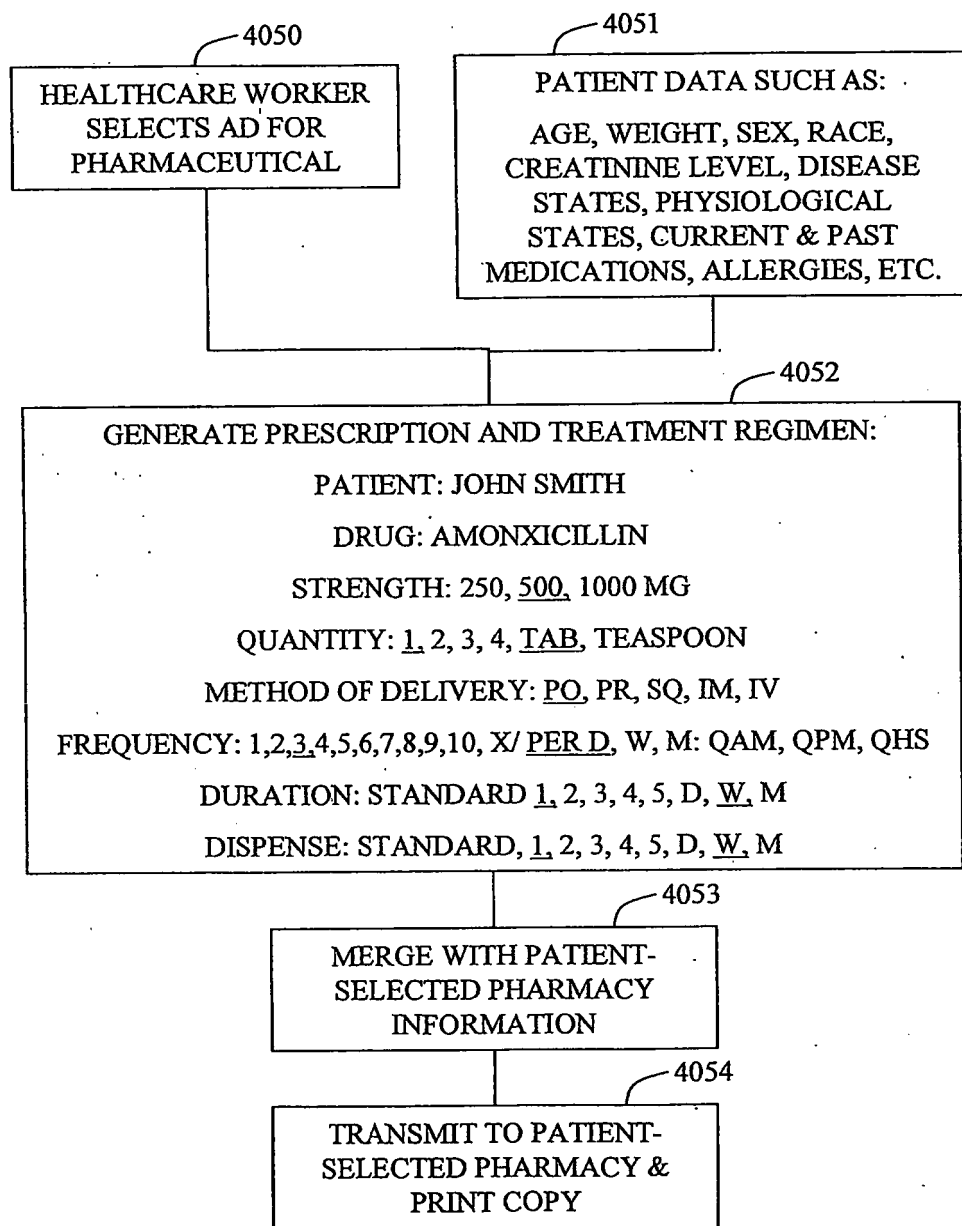 4050
HEALTHCARE WORKER
SELECTS AD FOR
PHARMACEUTICAL
4051
PATIENT DATA SUCH AS:
AGE, WEIGHT, SEX, RACE,
CREATININE LEVEL, DISEASE
STATES, PHYSIOLOGICAL
STATES, CURRENT & PAST
MEDICATIONS, ALLERGIES, ETC.
4052
GENERATE PRESCRIPTION AND TREATMENT REGIMEN:
PATIENT: JOHN SMITH
DRUG: AMONXICILLIN
STRENGTH: 250, 500, 1000 MG
QUANTITY: 1, 2, 3, 4, TAB, TEASPOON
METHOD OF DELIVERY: PO, PR, SQ, IM, IV
FREQUENCY: 1,2,3,4,5,6,7,8,9,10, X/ PER D, W, M: QAM, QPM, QHS
DURATION: STANDARD 1, 2, 3, 4, 5, D, W, M
DISPENSE: STANDARD, 1, 2, 3, 4, 5, D, W, M
4053
MERGE WITH PATIENT-
SELECTED PHARMACY
INFORMATION
4054
TRANSMIT TO PATIENT-
SELECTED PHARMACY &
PRINT COPY